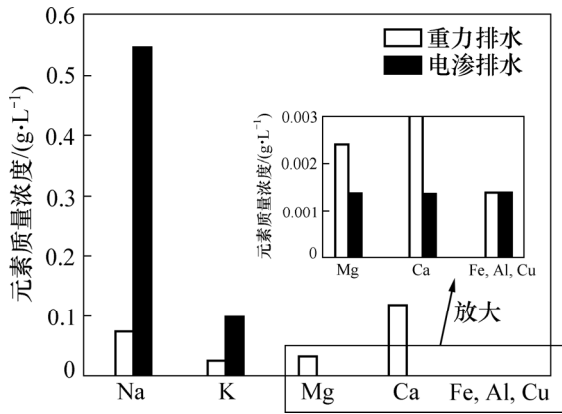 0.6
0.5
0.4
0.3
0.2
0.1
0
元素质量浓度/(g·L⁻¹)
重力排水
电渗排水
0.003
0.002
0.001
0
元素质量浓度/(g·L⁻¹)
Mg Ca Fe, Al, Cu
放大
Na K Mg Ca Fe, Al, Cu